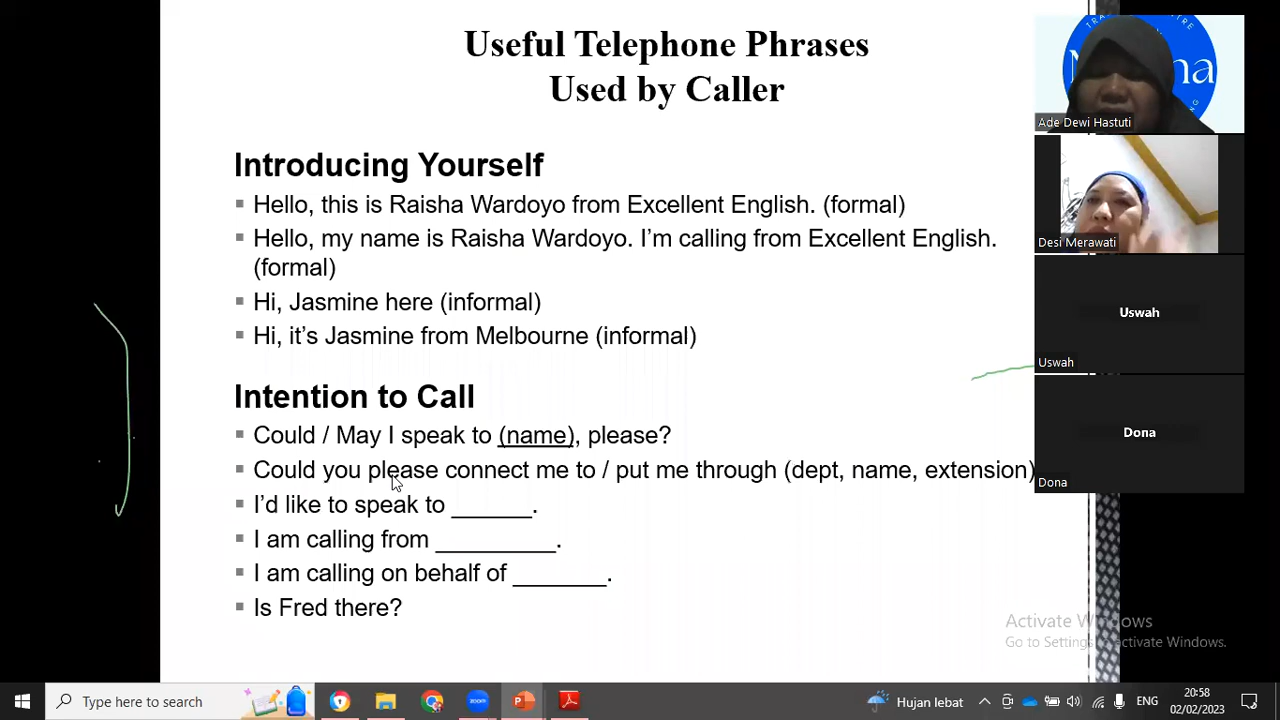 Useful Telephone Phrases
Used by Caller
Introducing Yourself
Hello, this is Raisha Wardoyo from Excellent English. (formal)
Hello, my name is Raisha Wardoyo. I'm calling from Excellent English.
(formal)
Hi, Jasmine here (informal)
Hi, it's Jasmine from Melbourne (informal)
Intention to Call
Could / May I speak to (name), please?
Could you please connect me to / put me through (dept, name, extension)
I'd like to speak to ______.
I am calling from _________.
I am calling on behalf of _______.
Is Fred there?
Ade Dewi Hastuti
Desi Merawati
Uswah
Uswah
Dona
Dona
Activate Windows
Go to Settings to activate Windows.
Type here to search
zoom
Hujan lebat
ENG
20:58
02/02/2023